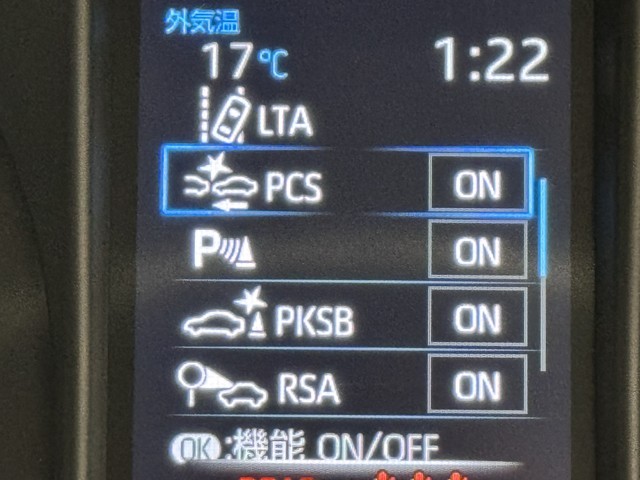 外気温
17℃ 1:22
LTA
PCS ON
P ON
PKSB ON
RSA ON
OK:機能 ON/OFF